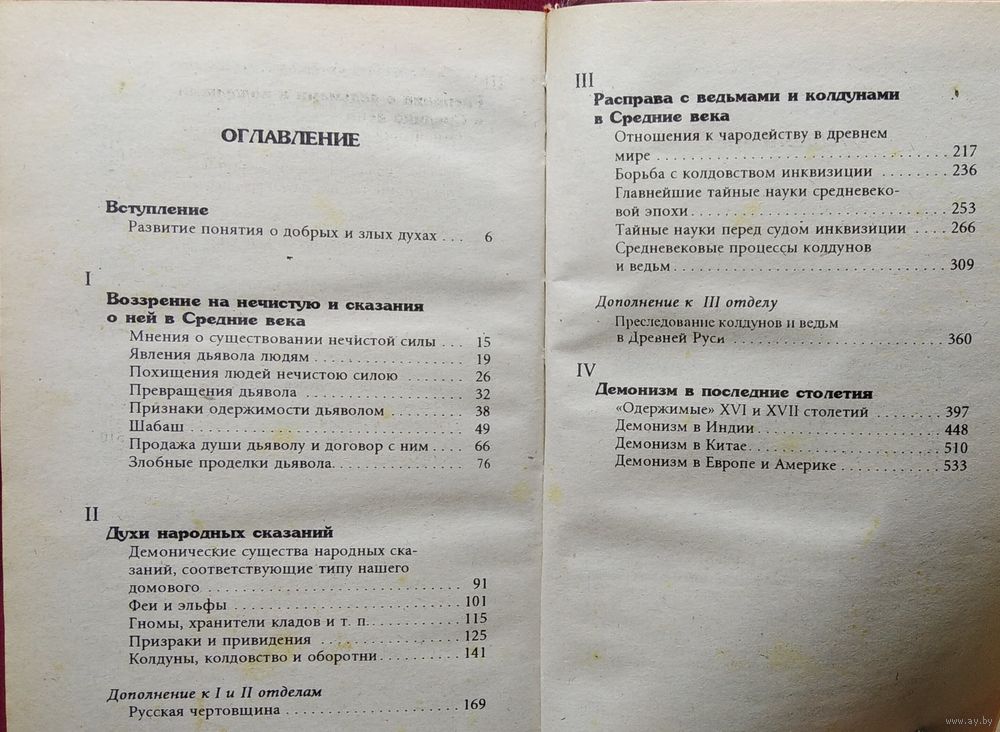 ОГЛАВЛЕНИЕ
Вступление
Развитие понятия о добрых и злых духах ... 6
I
Воззрение на нечистую и сказания
о ней в Средние века
Мнения о существовании нечистой силы ... 15
Явления дьявола людям ................ 19
Похищения людей нечистою силою ...... 26
Превращения дьявола .................. 32
Признаки одержимости дьяволом ........ 38
Шабаш ............................... 49
Продажа души дьяволу и договор с ним .... 66
Злобные проделки дьявола. ............. 76
II
Духи народных сказаний
Демонические существа народных ска-
заний, соответствующие типу нашего
домового ............................. 91
Феи и эльфы ......................... 101
Гномы, хранители кладов и т. п. .......... 115
Призраки и привидения ................ 125
Колдуны, колдовство и оборотни .......... 141
Дополнение к I и II отделам
Русская чертовщина .................... 169
III
Расправа с ведьмами и колдунами
в Средние века
Отношения к чародейству в древнем
мире ................................. 217
Борьба с колдовством инквизиции ........ 236
Главнейшие тайные науки средневеко-
вой эпохи ............................ 253
Тайные науки перед судом инквизиции .... 266
Средневековые процессы колдунов
и ведьм .............................. 309
Дополнение к III отделу
Преследование колдунов и ведьм
в Древней Руси ........................ 360
IV
Демонизм в последние столетия
«Одержимые» XVI и XVII столетий ........ 397
Демонизм в Индии ..................... 448
Демонизм в Китае. ..................... 510
Демонизм в Европе и Америке ........... 533
www.ay.by